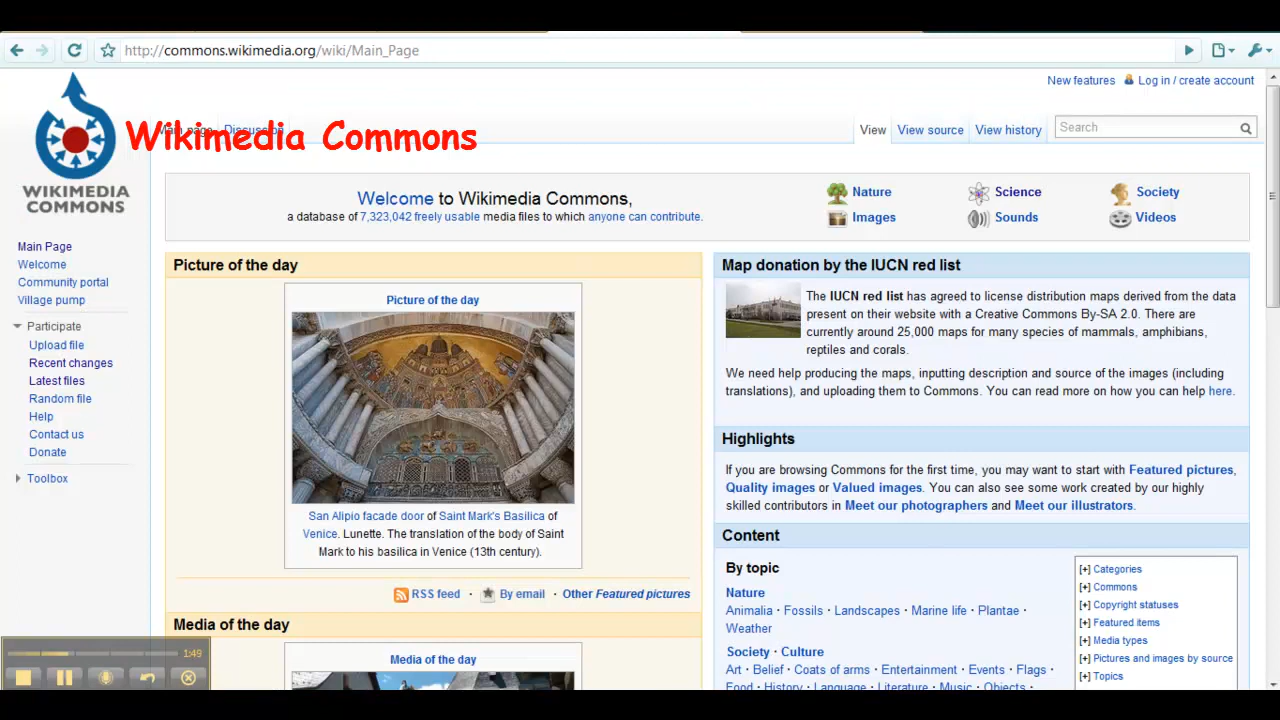 http://commons.wikimedia.org/wiki/Main_Page
New features Log in / create account
Wikimedia Commons
Main page Discussion
View View source View history Search
WIKIMEDIA
COMMONS
Welcome to Wikimedia Commons,
a database of 7,323,042 freely usable media files to which anyone can contribute.
Nature Science Society
Images Sounds Videos
Main Page
Welcome
Community portal
Village pump
Participate
Upload file
Recent changes
Latest files
Random file
Help
Contact us
Donate
Toolbox
Picture of the day
Picture of the day
San Alipio facade door of Saint Mark's Basilica of
Venice. Lunette. The translation of the body of Saint
Mark to his basilica in Venice (13th century).
RSS feed · By email · Other Featured pictures
Media of the day
Media of the day
Map donation by the IUCN red list
The IUCN red list has agreed to license distribution maps derived from the data
present on their website with a Creative Commons By-SA 2.0. There are
currently around 25,000 maps for many species of mammals, amphibians,
reptiles and corals.
We need help producing the maps, inputting description and source of the images (including
translations), and uploading them to Commons. You can read more on how you can help here.
Highlights
If you are browsing Commons for the first time, you may want to start with Featured pictures,
Quality images or Valued images. You can also see some work created by our highly
skilled contributors in Meet our photographers and Meet our illustrators.
Content
By topic
Nature
Animalia · Fossils · Landscapes · Marine life · Plantae ·
Weather
Society · Culture
Art · Belief · Coats of arms · Entertainment · Events · Flags ·
Food · History · Language · Literature · Music · Objects ·
[+] Categories
[+] Commons
[+] Copyright statuses
[+] Featured items
[+] Media types
[+] Pictures and images by source
[+] Topics
1:49